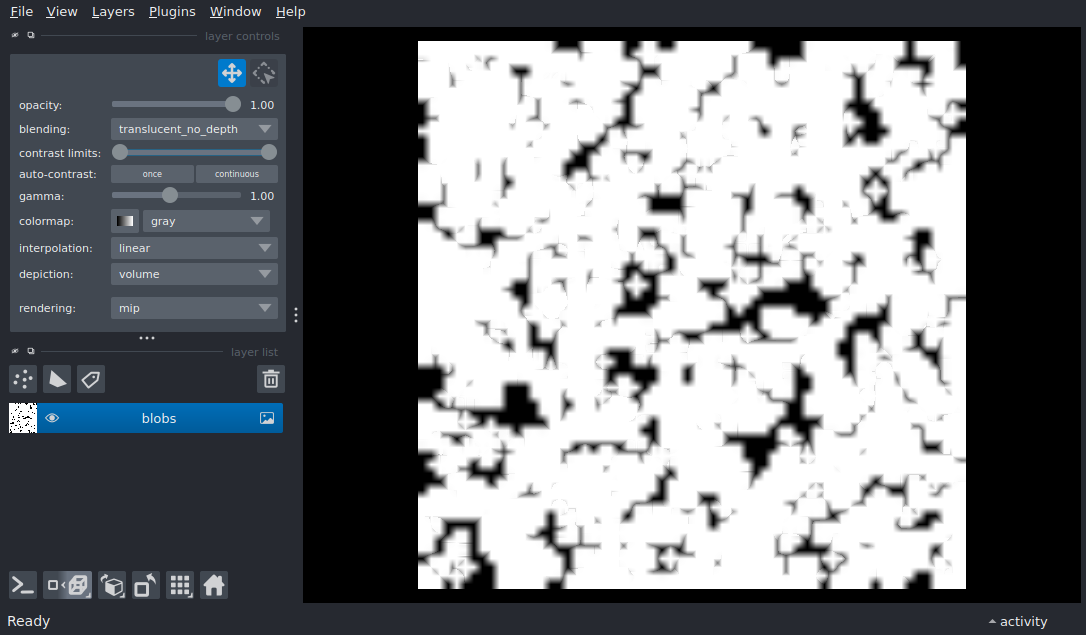 File View Layers Plugins Window Help
layer controls
opacity: 1.00
blending: translucent_no_depth
contrast limits:
auto-contrast: once continuous
gamma: 1.00
colormap: gray
interpolation: linear
depiction: volume
rendering: mip
layer list
blobs
Ready activity